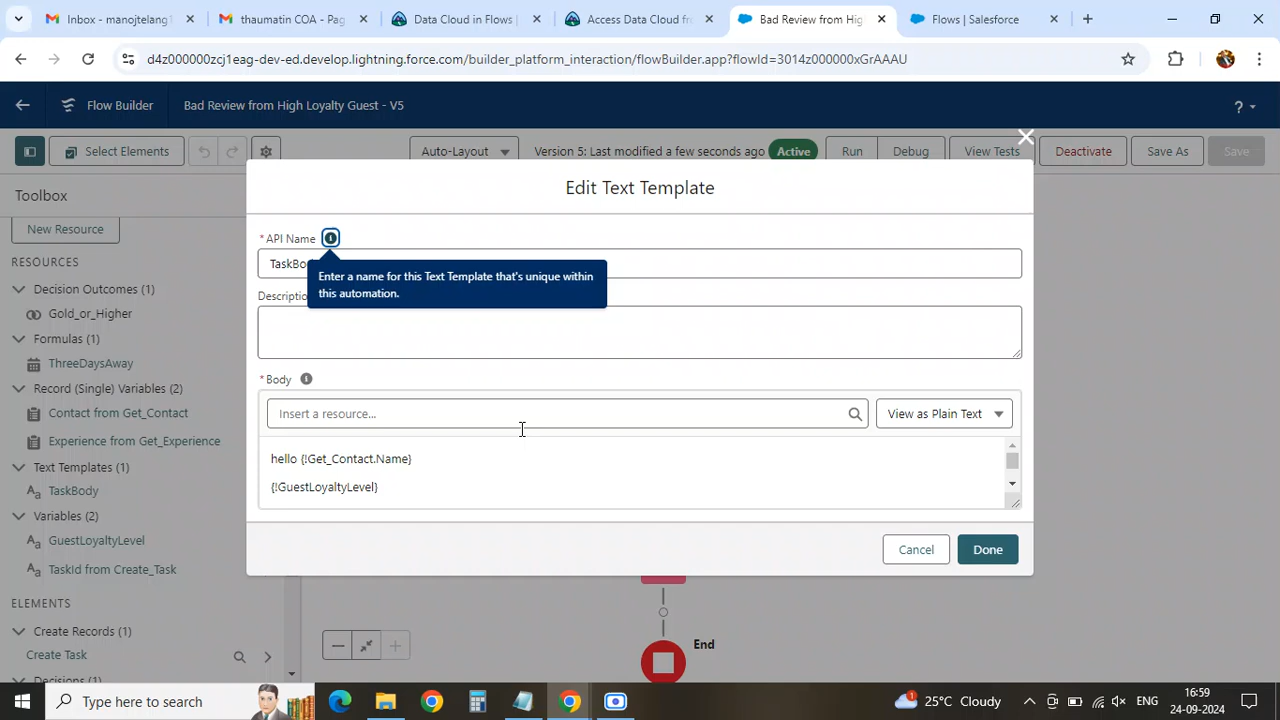 Inbox - manojtelang1
thaumatin COA - Pag
Data Cloud in Flows |
Access Data Cloud fro
Bad Review from Hig
Flows | Salesforce
d4z000000zcj1eag-dev-ed.develop.lightning.force.com/builder_platform_interaction/flowBuilder.app?flowId=3014z000000xGrAAAU
Flow Builder
Bad Review from High Loyalty Guest - V5
?
Select Elements
Auto-Layout
Version 5: Last modified a few seconds ago
Active
Run
Debug
View Tests
Deactivate
Save As
Save
Toolbox
New Resource
RESOURCES
Decision Outcomes (1)
Gold_or_Higher
Formulas (1)
ThreeDaysAway
Record (Single) Variables (2)
Contact from Get_Contact
Experience from Get_Experience
Text Templates (1)
TaskBody
Variables (2)
GuestLoyaltyLevel
TaskId from Create_Task
ELEMENTS
Create Records (1)
Create Task
Edit Text Template
*API Name
TaskBo
Enter a name for this Text Template that's unique within
this automation.
Descriptio
*Body
Insert a resource...
View as Plain Text
hello {!Get_Contact.Name}
{!GuestLoyaltyLevel}
Cancel
Done
End
Type here to search
1
25°C Cloudy
ENG
16:59
24-09-2024